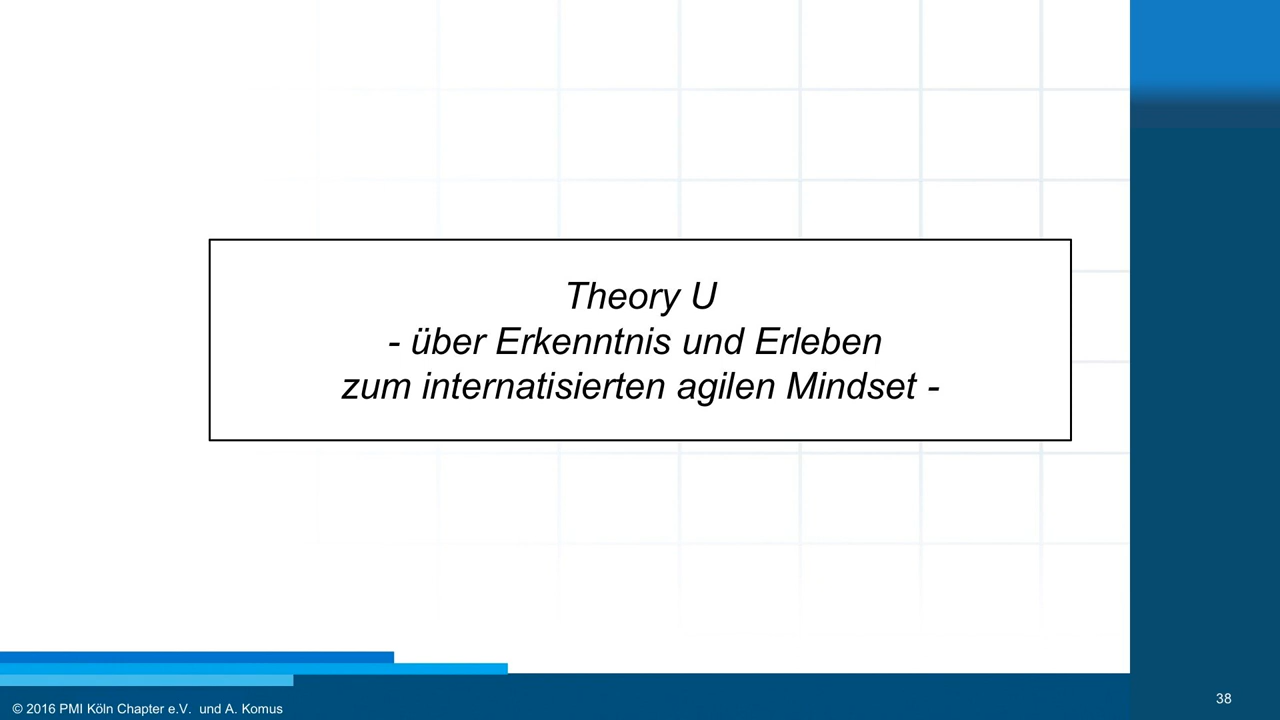 Theory U
- über Erkenntnis und Erleben
zum internatisierten agilen Mindset -
© 2016 PMI Köln Chapter e.V. und A. Komus
38